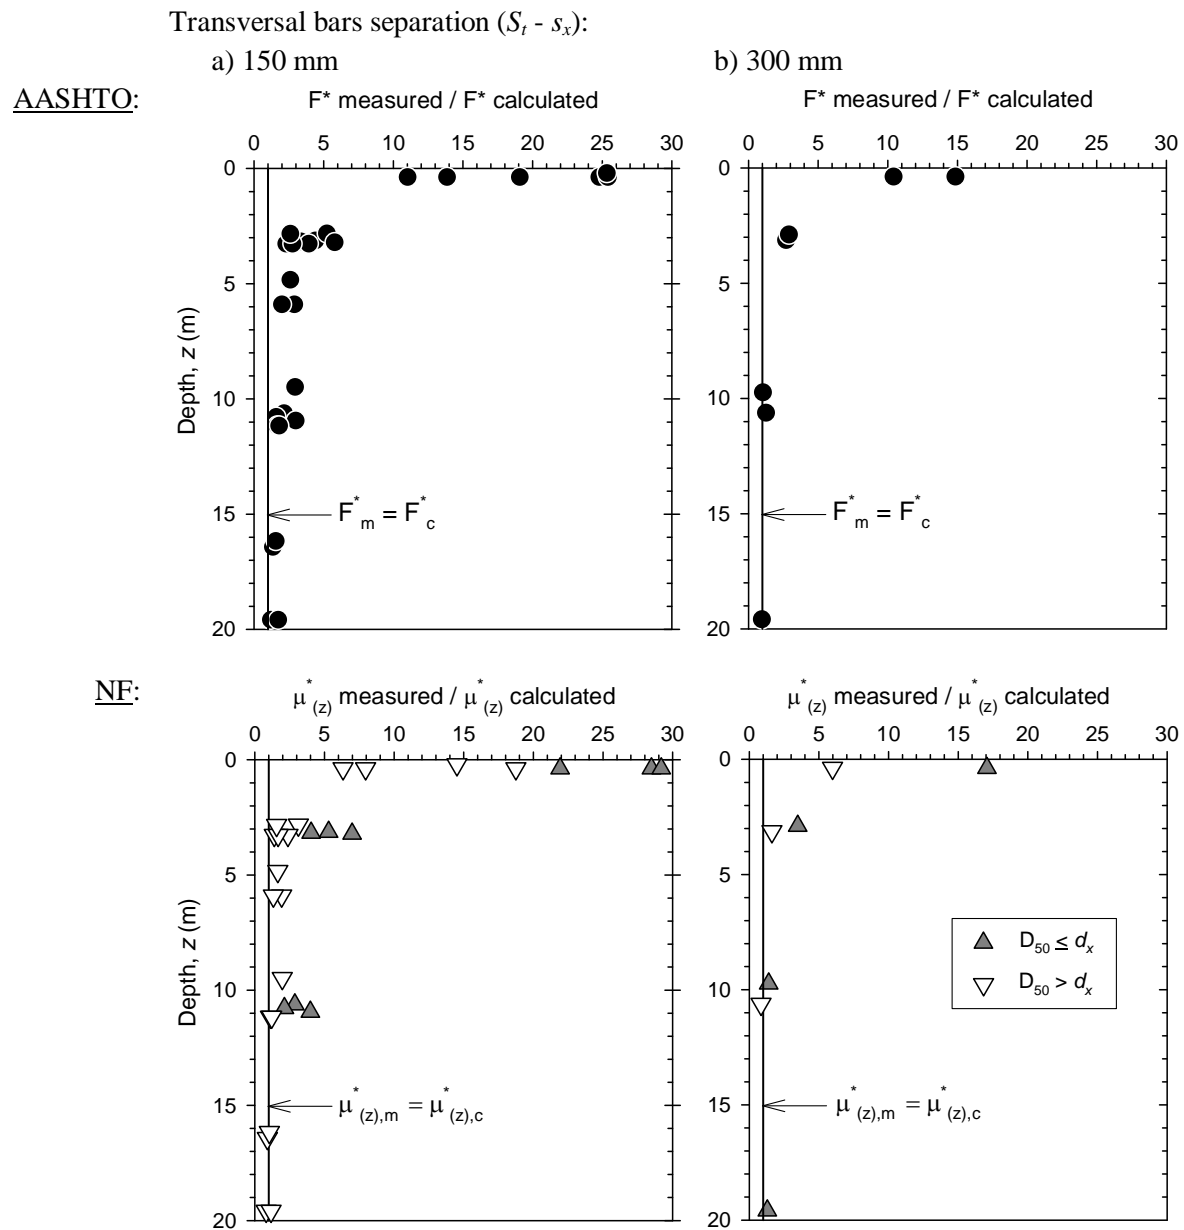 Transversal bars separation (St - sx):
a) 150 mm
b) 300 mm
AASHTO:
F* measured / F* calculated
F* measured / F* calculated
0 5 10 15 20 25 30
0 5 10 15 20 25 30
0
5
10
15
20
Depth, z (m)
F*m = F*c
0
5
10
15
20
F*m = F*c
NF:
μ*(z) measured / μ*(z) calculated
μ*(z) measured / μ*(z) calculated
0 5 10 15 20 25 30
0 5 10 15 20 25 30
0
5
10
15
20
Depth, z (m)
μ*(z),m = μ*(z),c
0
5
10
15
20
D50 ≤ dx
D50 > dx
μ*(z),m = μ*(z),c